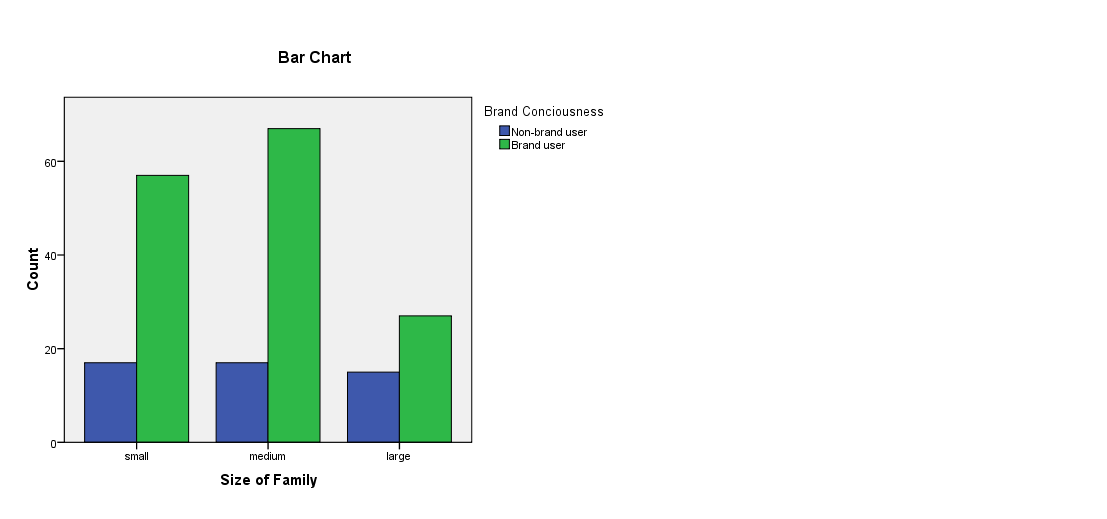 Bar Chart
Brand Conciousness
Non-brand user
Brand user
Count
60
40
20
0
small medium large
Size of Family